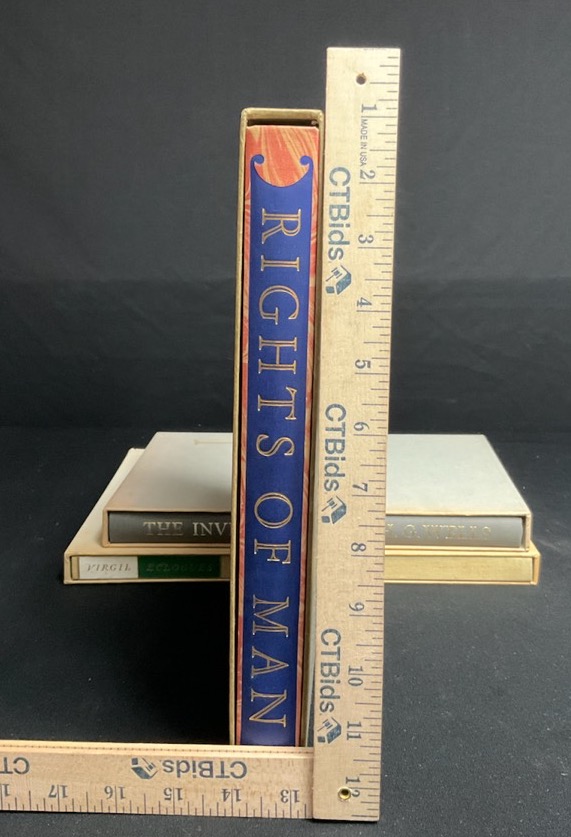 RIGHTS OF MAN
THE INV
VIRGIL ECLOGUES
1 MADE IN USA 2 3 4 5 6 7 8 9 10 11 12
CTBids
CTBids
CTBids
17 16 15 14 13
CTBids
CT